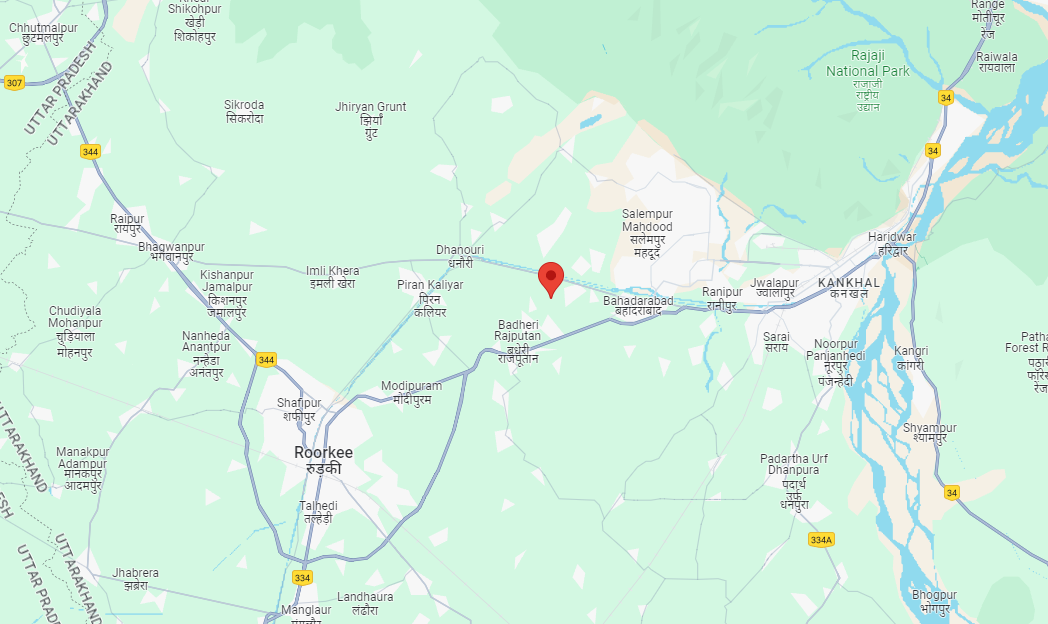 Shikohpur
खेड़ी
शिकोहपुर
Range
मोतीचूर
रेंज
Chhutmalpur
छुटमलपुर
307
UTTAR PRADESH
UTTARAKHAND
Rajaji
National Park
राजाजी
राष्ट्रीय
उद्यान
Raiwala
रायवाला
34
Sikroda
सिकरोदा
Jhiryan Grunt
झिर्यां
ग्रुंट
344
34
Raipur
रायपुर
Salempur
Mahdood
सलेमपुर
महदूद
Bhagwanpur
भगवानपुर
Dhanouri
धनौरी
Haridwar
हरिद्वार
Kishanpur
Jamalpur
किशनपुर
जमालपुर
Imli Khera
इमली खेरा
Piran Kaliyar
पिरन
कलियर
Bahadarabad
बहादराबाद
Ranipur
रानीपुर
Jwalapur
ज्वालापुर
KANKHAL
कनखल
Chudiyala
Mohanpur
चुड़ियाला
मोहनपुर
Nanheda
Anantpur
नन्हेडा
अनंतपुर
Badheri
Rajputan
बधेरी
राजपूतान
Sarai
सराय
Noorpur
Panjanhedi
नूरपुर
पंजन्हेदी
Kangri
कांगरी
344
Modipuram
मोदीपुरम
Shafipur
शफीपुर
UTTARAKHAND
Shyampur
श्यामपुर
Manakpur
Adampur
मानकपुर
आदमपुर
Roorkee
रुड़की
Padartha Urf
Dhanpura
पदार्थ
उर्फ
धनपुरा
34
Talhedi
तल्हेड़ी
334A
UTTARAKHAND
Jhabrera
झबरेरा
334
Landhaura
लंढौरा
Manglaur
Bhogpur
भोगपुर